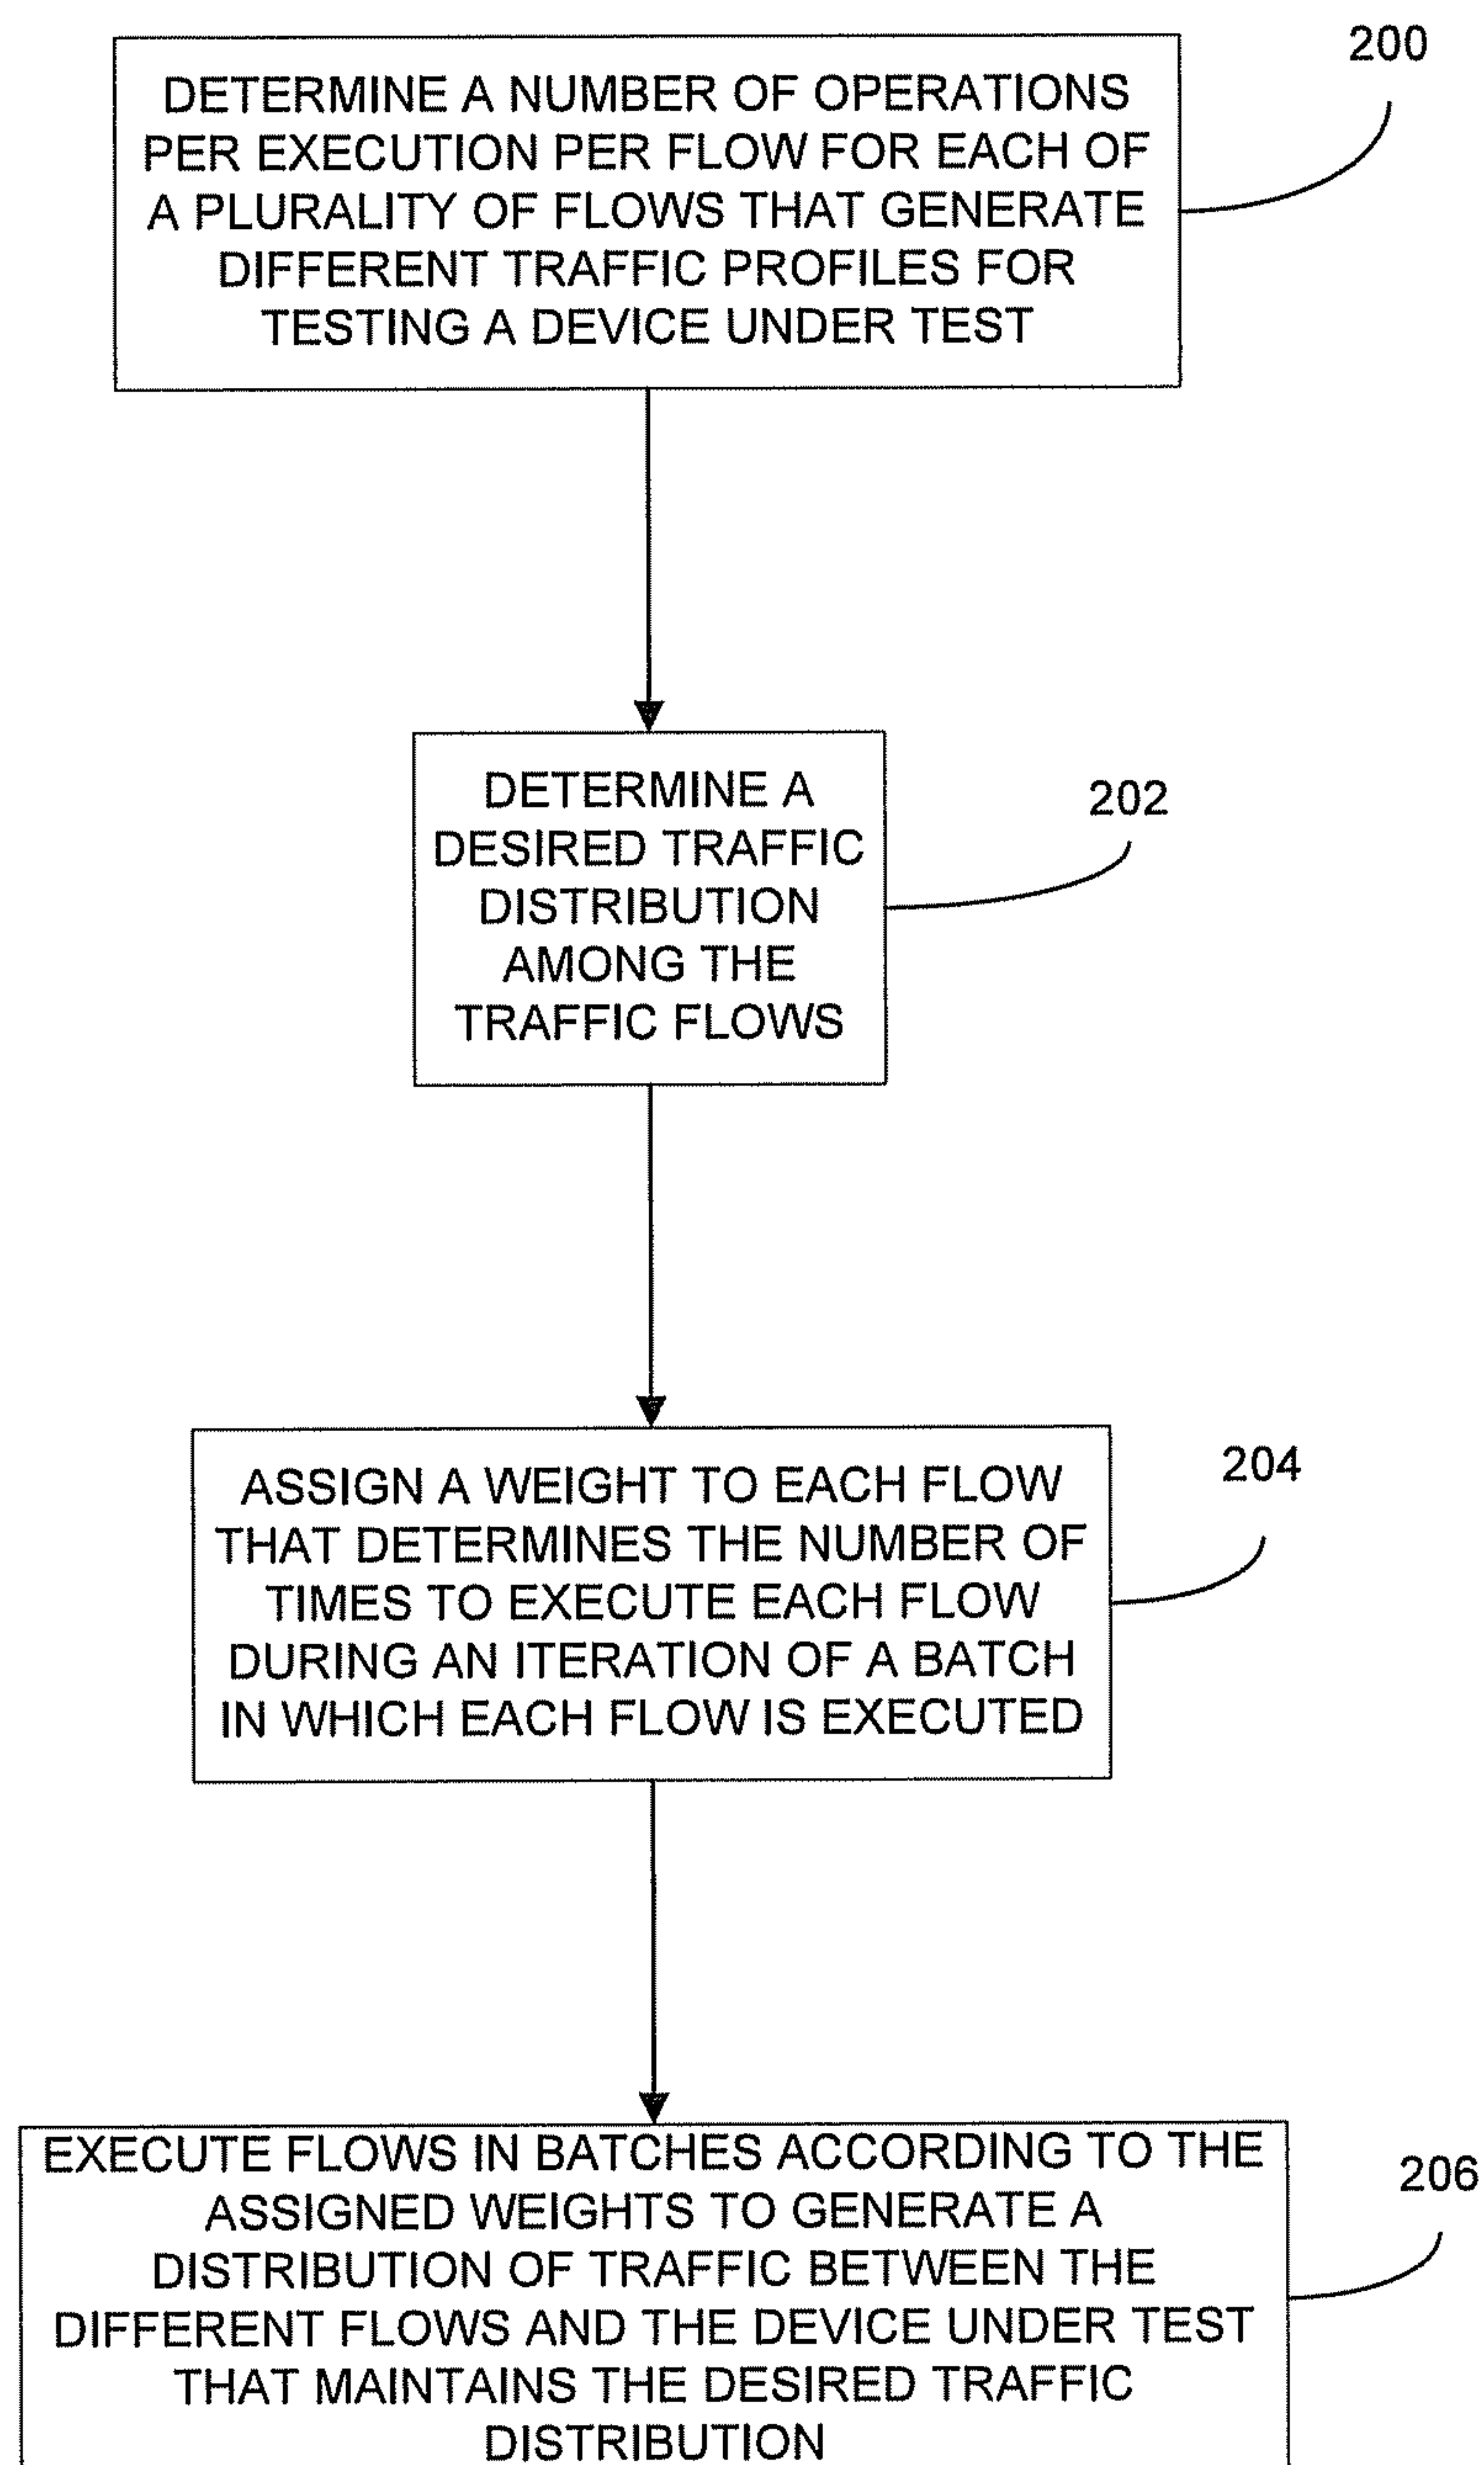 200
DETERMINE A NUMBER OF OPERATIONS
PER EXECUTION PER FLOW FOR EACH OF
A PLURALITY OF FLOWS THAT GENERATE
DIFFERENT TRAFFIC PROFILES FOR
TESTING A DEVICE UNDER TEST
202
DETERMINE A
DESIRED TRAFFIC
DISTRIBUTION
AMONG THE
TRAFFIC FLOWS
204
ASSIGN A WEIGHT TO EACH FLOW
THAT DETERMINES THE NUMBER OF
TIMES TO EXECUTE EACH FLOW
DURING AN ITERATION OF A BATCH
IN WHICH EACH FLOW IS EXECUTED
206
EXECUTE FLOWS IN BATCHES ACCORDING TO THE
ASSIGNED WEIGHTS TO GENERATE A
DISTRIBUTION OF TRAFFIC BETWEEN THE
DIFFERENT FLOWS AND THE DEVICE UNDER TEST
THAT MAINTAINS THE DESIRED TRAFFIC
DISTRIBUTION